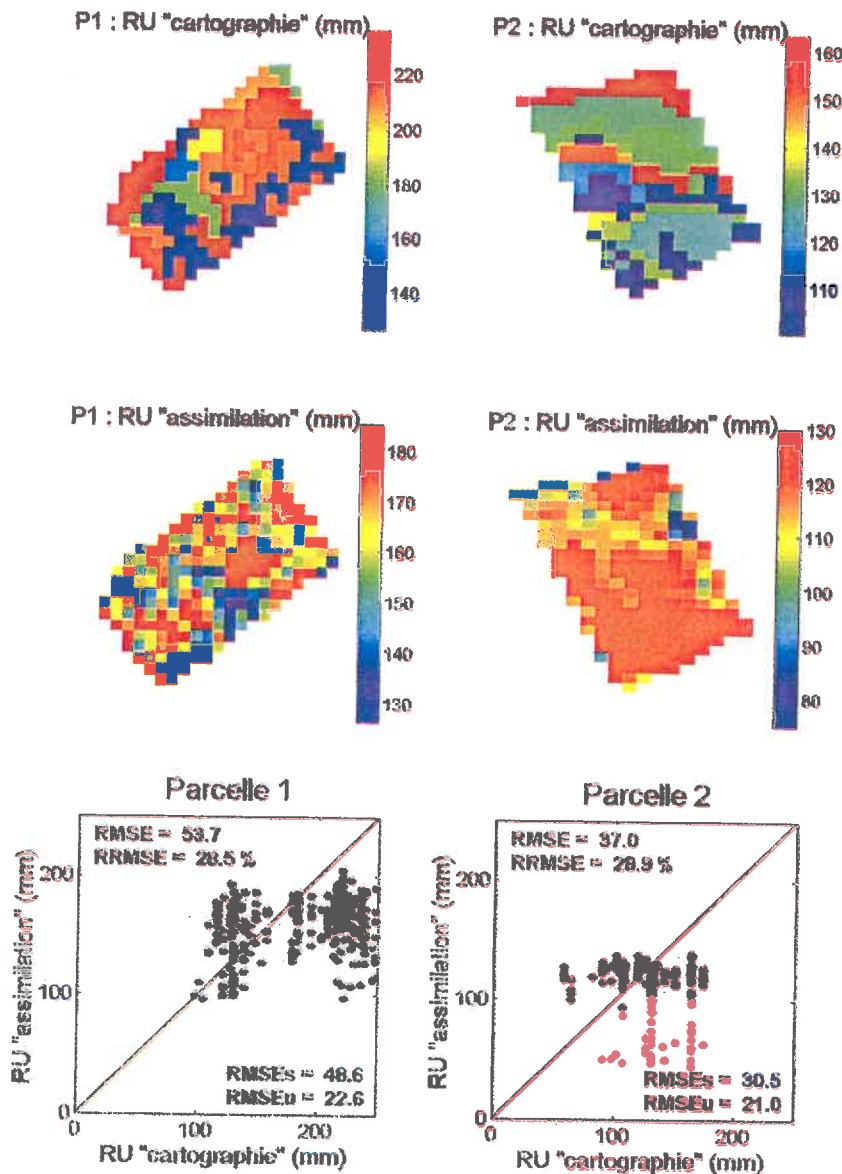 P1 : RU "cartographie" (mm)
220
200
180
160
140
P2 : RU "cartographie" (mm)
160
150
140
130
120
110
P1 : RU "assimilation" (mm)
180
170
160
150
140
130
P2 : RU "assimilation" (mm)
130
120
110
100
90
80
Parcelle 1
RMSE = 53.7
RRMSE = 28.5 %
RU "assimilation" (mm)
200
100
0
RMSEs = 48.6
RMSEu = 22.6
0 100 200
RU "cartographie" (mm)
Parcelle 2
RMSE = 37.0
RRMSE = 28.9 %
RU "assimilation" (mm)
200
100
0
RMSEs = 30.5
RMSEu = 21.0
0 100 200
RU "cartographie" (mm)